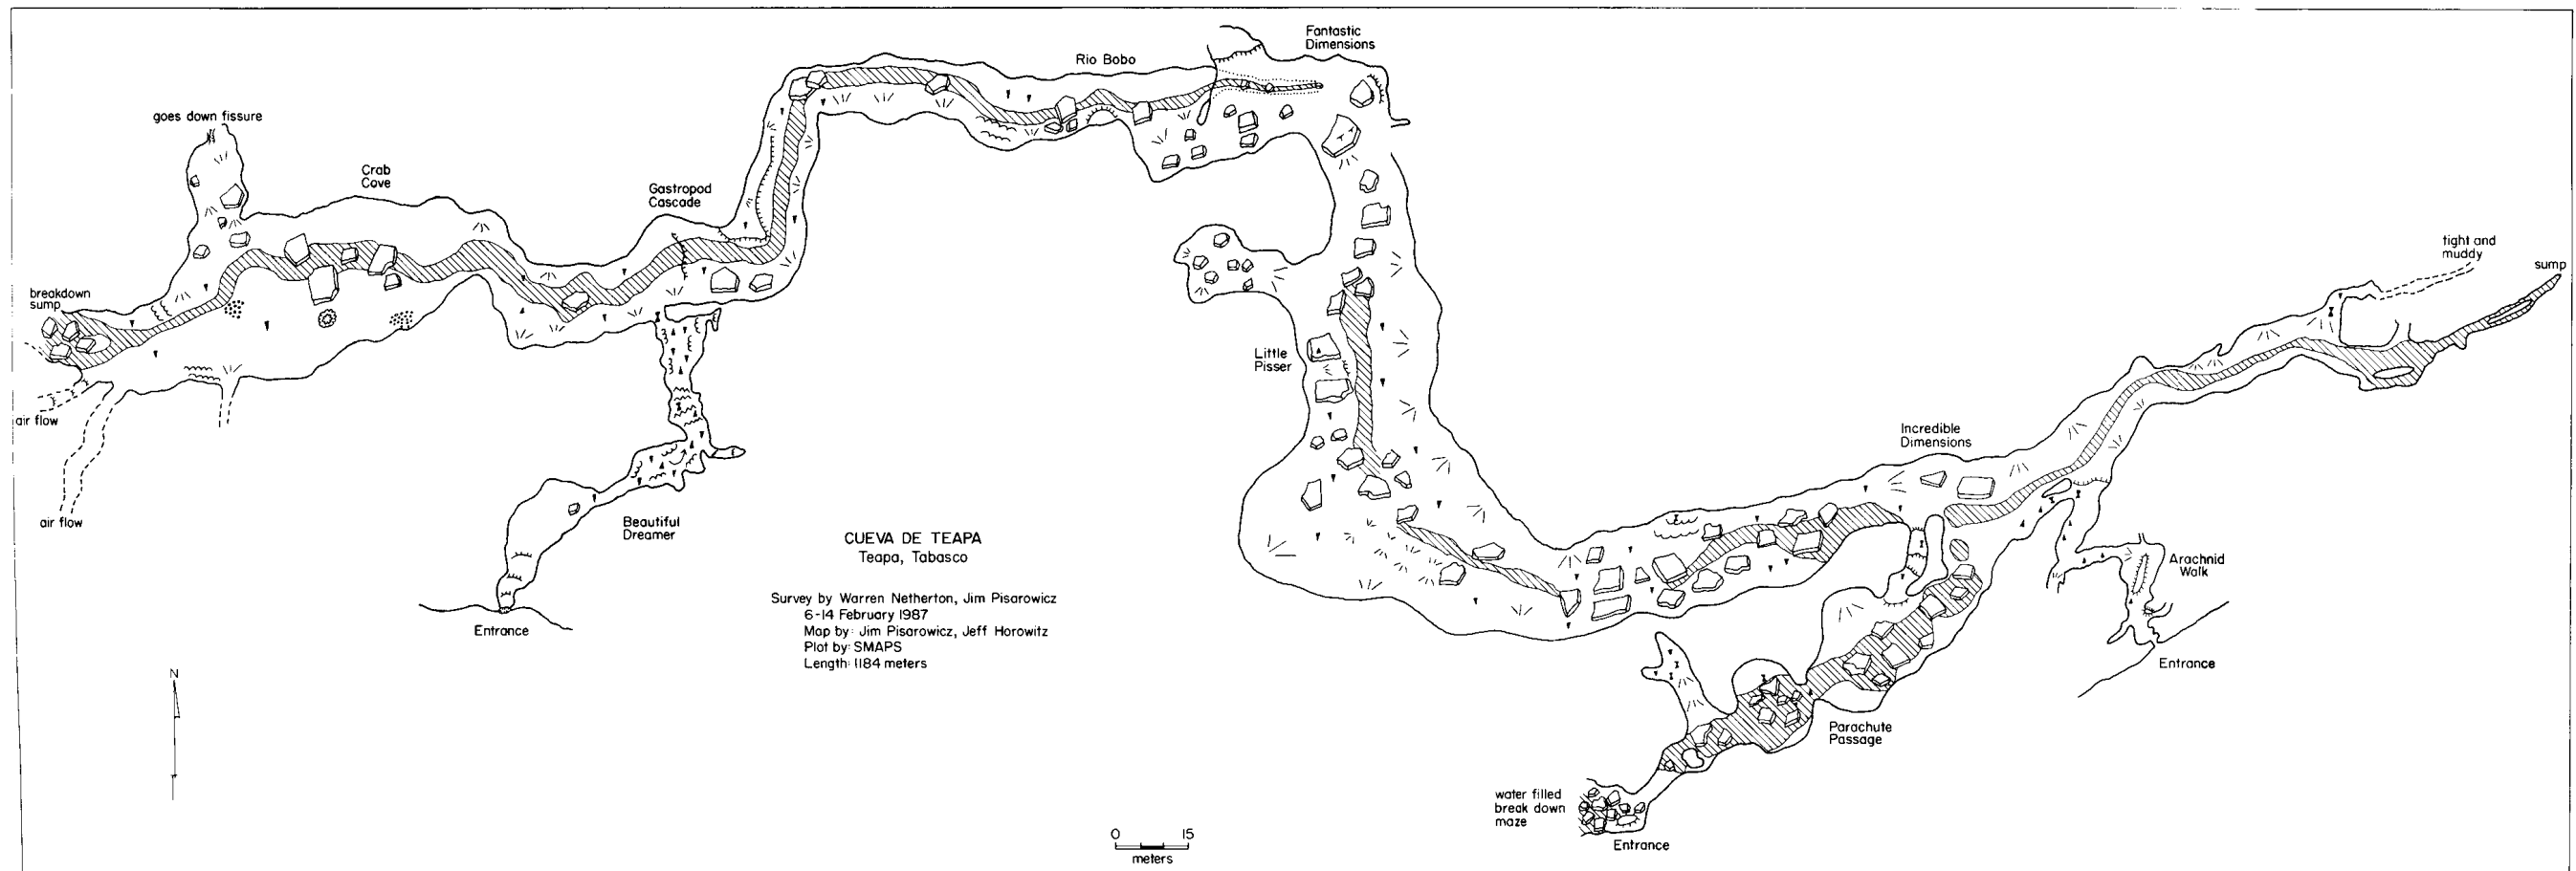 Fantastic
Dimensions
Rio Bobo
goes down fissure
Crab
Cove
Gastropod
Cascade
tight and
muddy
sump
breakdown
sump
Little
Pisser
air flow
Incredible
Dimensions
air flow
Beautiful
Dreamer
CUEVA DE TEAPA
Teapa, Tabasco
Arachnid
Walk
Survey by Warren Netherton, Jim Pisarowicz
6-14 February 1987
Map by: Jim Pisarowicz, Jeff Horowitz
Plot by: SMAPS
Length: 1184 meters
Entrance
Entrance
N
Parachute
Passage
water filled
break down
maze
Entrance
0 15
meters